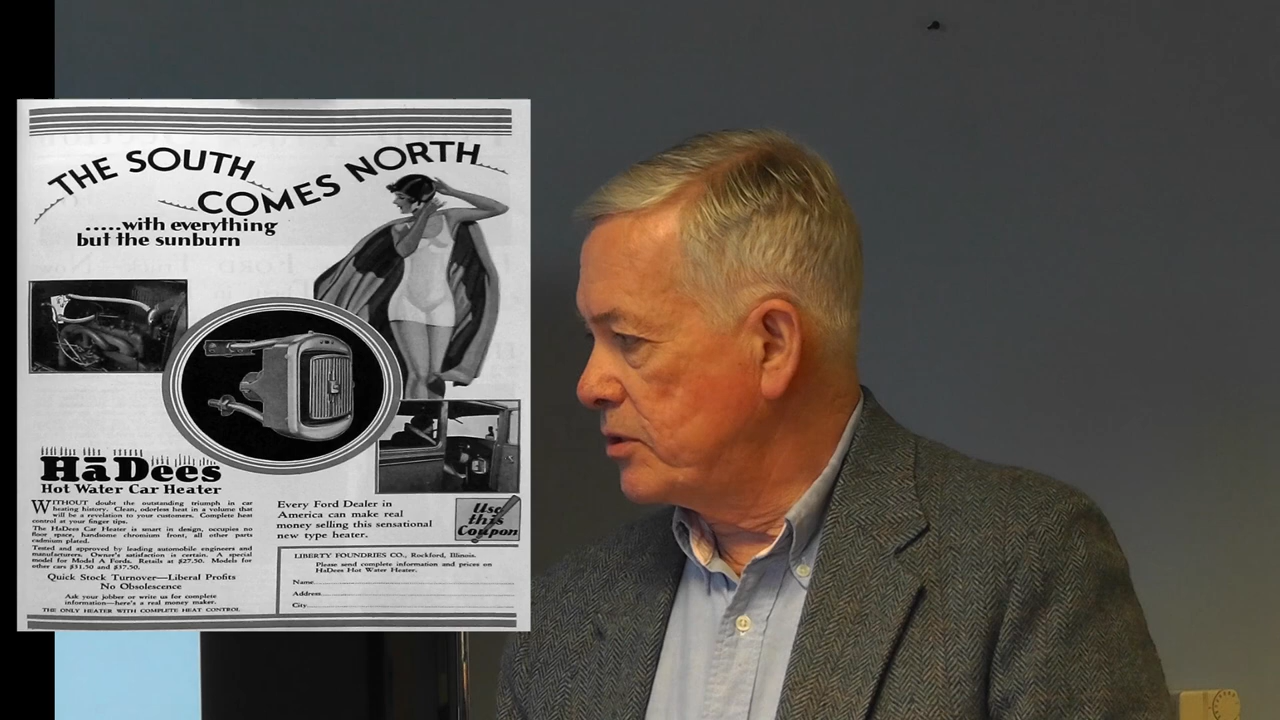 THE SOUTH
COMES NORTH
.....with everything
but the sunburn
HāDees
Hot Water Car Heater
WITHOUT doubt the outstanding triumph in car
heating history. Clean, odorless heat in a volume that
will be a revelation to your customers. Complete heat
control at your finger tips.
The HaDees Car Heater is smart in design, occupies no
floor space, handsome chromium front, all other parts
cadmium plated.
Tested and approved by leading automobile engineers and
manufacturers. Owner's satisfaction is certain. A special
model for Model A Fords. Retails at $27.50. Models for
other cars $31.50 and $37.50.
Quick Stock Turnover—Liberal Profits
No Obsolescence
Ask your jobber or write us for complete
information—here's a real money maker.
THE ONLY HEATER WITH COMPLETE HEAT CONTROL
Every Ford Dealer in
America can make real
money selling this sensational
new type heater.
Use
this
Coupon
LIBERTY FOUNDRIES CO., Rockford, Illinois.
Please send complete information and prices on
HaDees Hot Water Heater.
Name
Address
City